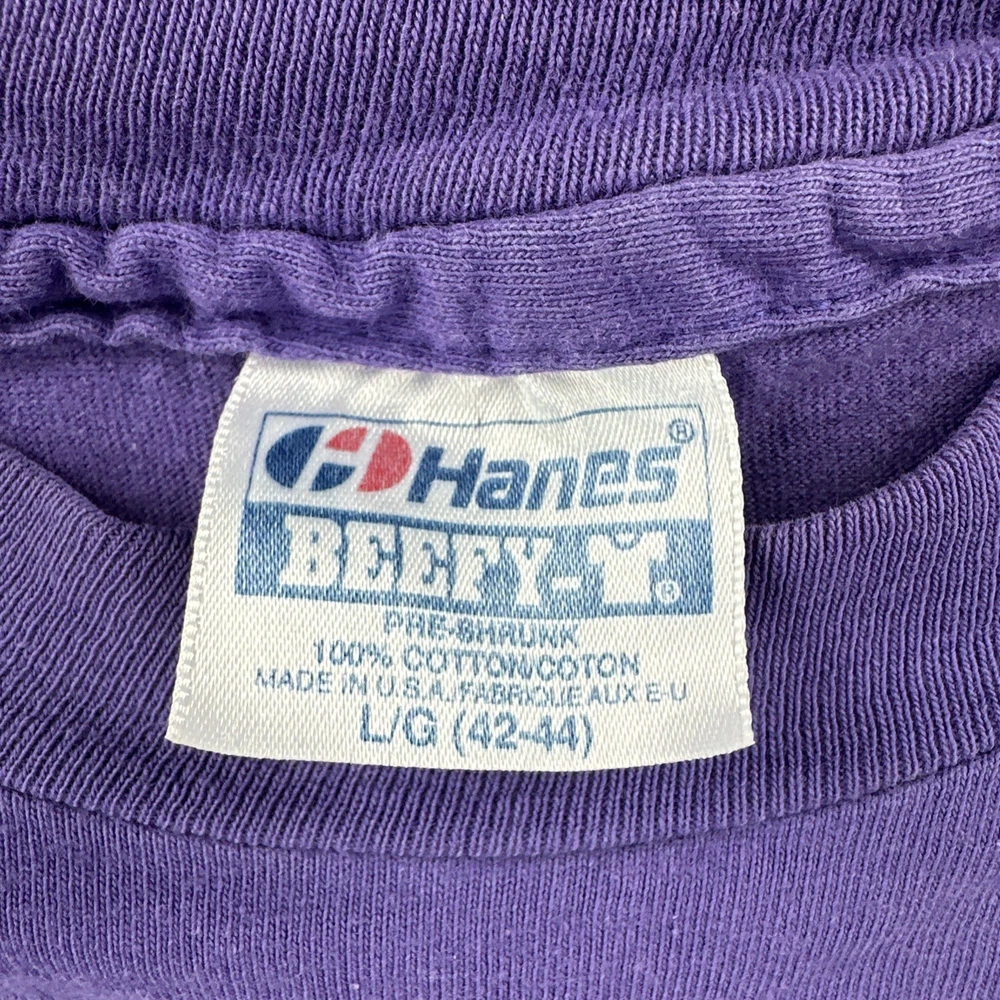 Hanes®
BEEFY-T®
PRE-SHRUNK
100% COTTON/COTON
MADE IN U.S.A./FABRIQUE AUX E-U
L/G (42-44)